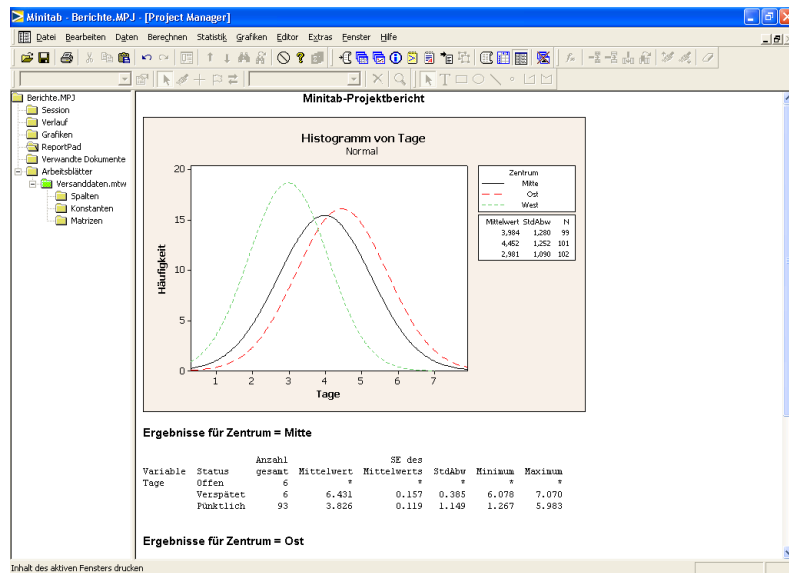 Minitab - Berichte.MPJ - [Project Manager]
Datei Bearbeiten Daten Berechnen Statistik Grafiken Editor Extras Fenster Hilfe
Berichte.MPJ
Session
Verlauf
Grafiken
ReportPad
Verwandte Dokumente
Arbeitsblätter
Versanddaten.mtw
Spalten
Konstanten
Matrizen
Minitab-Projektbericht
Histogramm von Tage
Normal
Häufigkeit
20
15
10
5
0
1 2 3 4 5 6 7
Tage
Zentrum
Mitte
Ost
West
Mittelwert StdAbw N
3,984 1,280 99
4,452 1,252 101
2,981 1,090 102
Ergebnisse für Zentrum = Mitte
Anzahl SE des
Variable Status gesamt Mittelwert Mittelwerts StdAbw Minimum Maximum
Tage Offen 6 * * * * *
Verspätet 6 6.431 0.157 0.385 6.078 7.070
Pünktlich 93 3.826 0.119 1.149 1.267 5.983
Ergebnisse für Zentrum = Ost
Inhalt des aktiven Fensters drucken